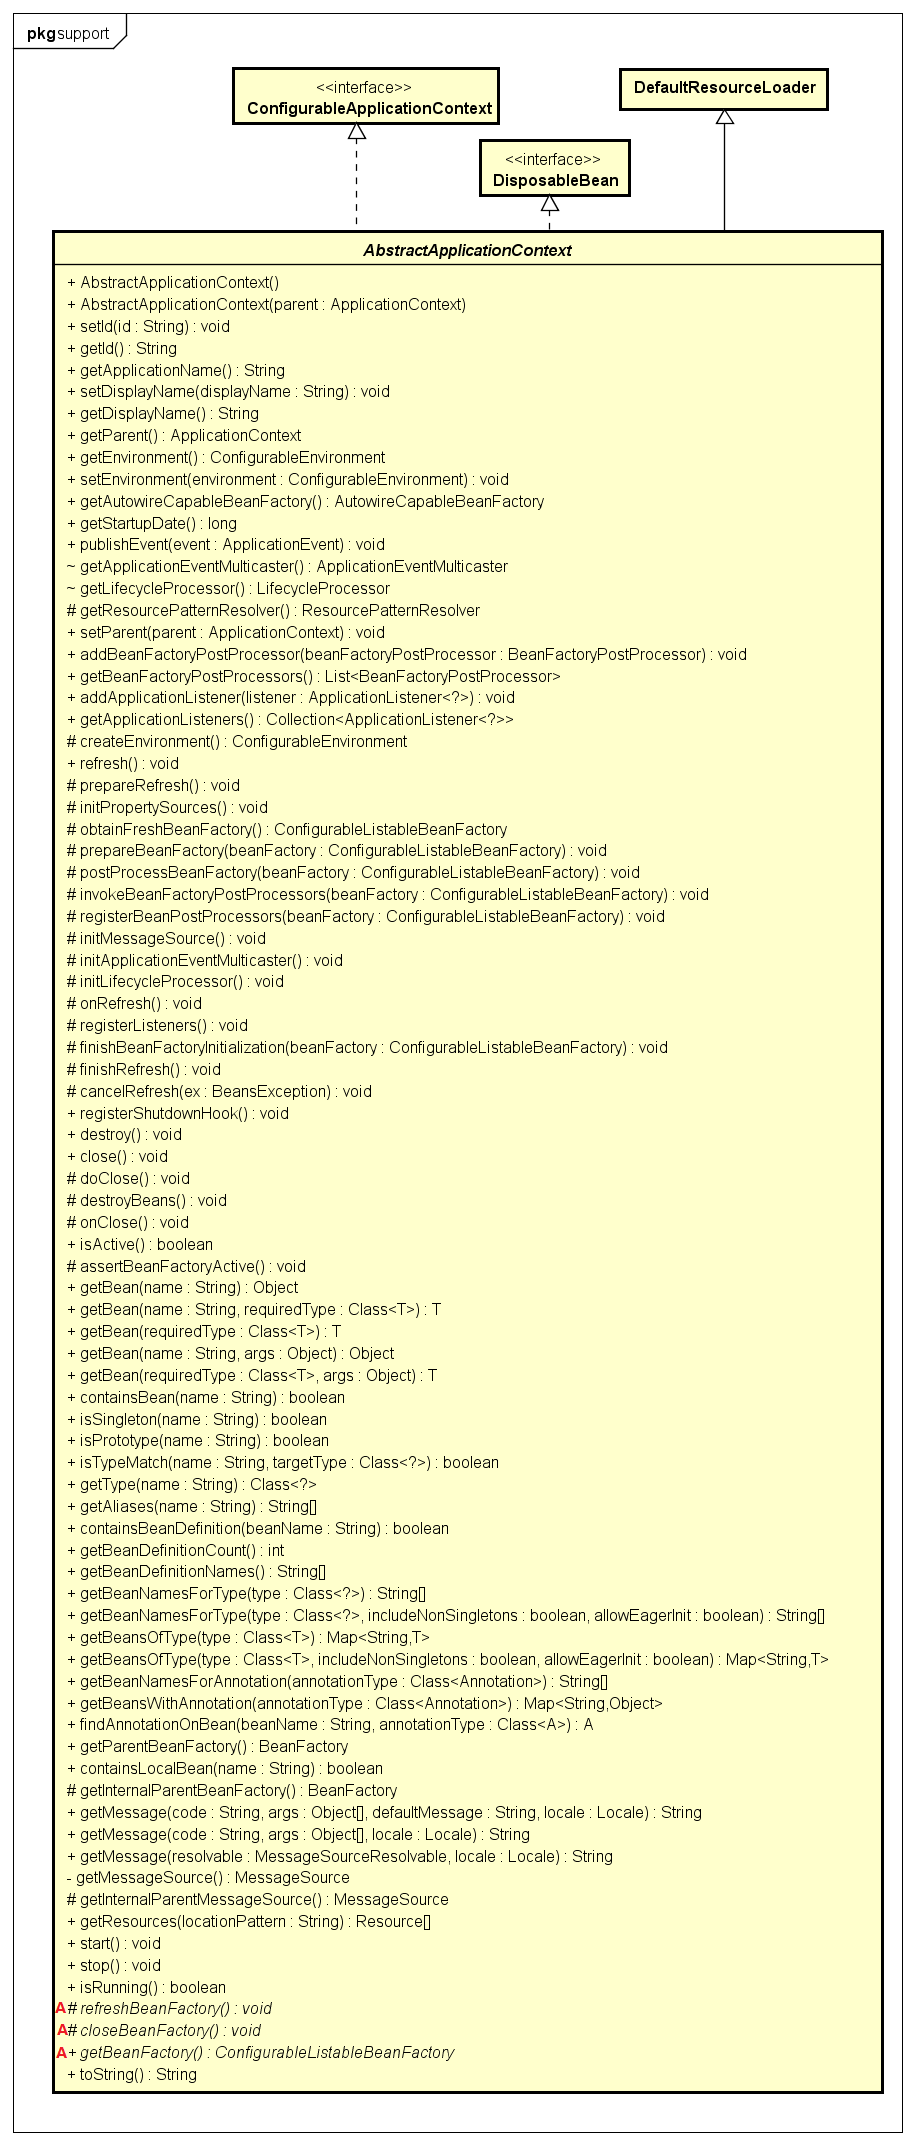 pkg support
<<interface>>
ConfigurableApplicationContext
DefaultResourceLoader
<<interface>>
DisposableBean
AbstractApplicationContext
+ AbstractApplicationContext()
+ AbstractApplicationContext(parent : ApplicationContext)
+ setId(id : String) : void
+ getId() : String
+ getApplicationName() : String
+ setDisplayName(displayName : String) : void
+ getDisplayName() : String
+ getParent() : ApplicationContext
+ getEnvironment() : ConfigurableEnvironment
+ setEnvironment(environment : ConfigurableEnvironment) : void
+ getAutowireCapableBeanFactory() : AutowireCapableBeanFactory
+ getStartupDate() : long
+ publishEvent(event : ApplicationEvent) : void
~ getApplicationEventMulticaster() : ApplicationEventMulticaster
~ getLifecycleProcessor() : LifecycleProcessor
# getResourcePatternResolver() : ResourcePatternResolver
+ setParent(parent : ApplicationContext) : void
+ addBeanFactoryPostProcessor(beanFactoryPostProcessor : BeanFactoryPostProcessor) : void
+ getBeanFactoryPostProcessors() : List<BeanFactoryPostProcessor>
+ addApplicationListener(listener : ApplicationListener<?>) : void
+ getApplicationListeners() : Collection<ApplicationListener<?>>
# createEnvironment() : ConfigurableEnvironment
+ refresh() : void
# prepareRefresh() : void
# initPropertySources() : void
# obtainFreshBeanFactory() : ConfigurableListableBeanFactory
# prepareBeanFactory(beanFactory : ConfigurableListableBeanFactory) : void
# postProcessBeanFactory(beanFactory : ConfigurableListableBeanFactory) : void
# invokeBeanFactoryPostProcessors(beanFactory : ConfigurableListableBeanFactory) : void
# registerBeanPostProcessors(beanFactory : ConfigurableListableBeanFactory) : void
# initMessageSource() : void
# initApplicationEventMulticaster() : void
# initLifecycleProcessor() : void
# onRefresh() : void
# registerListeners() : void
# finishBeanFactoryInitialization(beanFactory : ConfigurableListableBeanFactory) : void
# finishRefresh() : void
# cancelRefresh(ex : BeansException) : void
+ registerShutdownHook() : void
+ destroy() : void
+ close() : void
# doClose() : void
# destroyBeans() : void
# onClose() : void
+ isActive() : boolean
# assertBeanFactoryActive() : void
+ getBean(name : String) : Object
+ getBean(name : String, requiredType : Class<T>) : T
+ getBean(requiredType : Class<T>) : T
+ getBean(name : String, args : Object) : Object
+ getBean(requiredType : Class<T>, args : Object) : T
+ containsBean(name : String) : boolean
+ isSingleton(name : String) : boolean
+ isPrototype(name : String) : boolean
+ isTypeMatch(name : String, targetType : Class<?>) : boolean
+ getType(name : String) : Class<?>
+ getAliases(name : String) : String[]
+ containsBeanDefinition(beanName : String) : boolean
+ getBeanDefinitionCount() : int
+ getBeanDefinitionNames() : String[]
+ getBeanNamesForType(type : Class<?>) : String[]
+ getBeanNamesForType(type : Class<?>, includeNonSingletons : boolean, allowEagerInit : boolean) : String[]
+ getBeansOfType(type : Class<T>) : Map<String,T>
+ getBeansOfType(type : Class<T>, includeNonSingletons : boolean, allowEagerInit : boolean) : Map<String,T>
+ getBeanNamesForAnnotation(annotationType : Class<Annotation>) : String[]
+ getBeansWithAnnotation(annotationType : Class<Annotation>) : Map<String,Object>
+ findAnnotationOnBean(beanName : String, annotationType : Class<A>) : A
+ getParentBeanFactory() : BeanFactory
+ containsLocalBean(name : String) : boolean
# getInternalParentBeanFactory() : BeanFactory
+ getMessage(code : String, args : Object[], defaultMessage : String, locale : Locale) : String
+ getMessage(code : String, args : Object[], locale : Locale) : String
+ getMessage(resolvable : MessageSourceResolvable, locale : Locale) : String
- getMessageSource() : MessageSource
# getInternalParentMessageSource() : MessageSource
+ getResources(locationPattern : String) : Resource[]
+ start() : void
+ stop() : void
+ isRunning() : boolean
A # refreshBeanFactory() : void
A # closeBeanFactory() : void
A + getBeanFactory() : ConfigurableListableBeanFactory
+ toString() : String